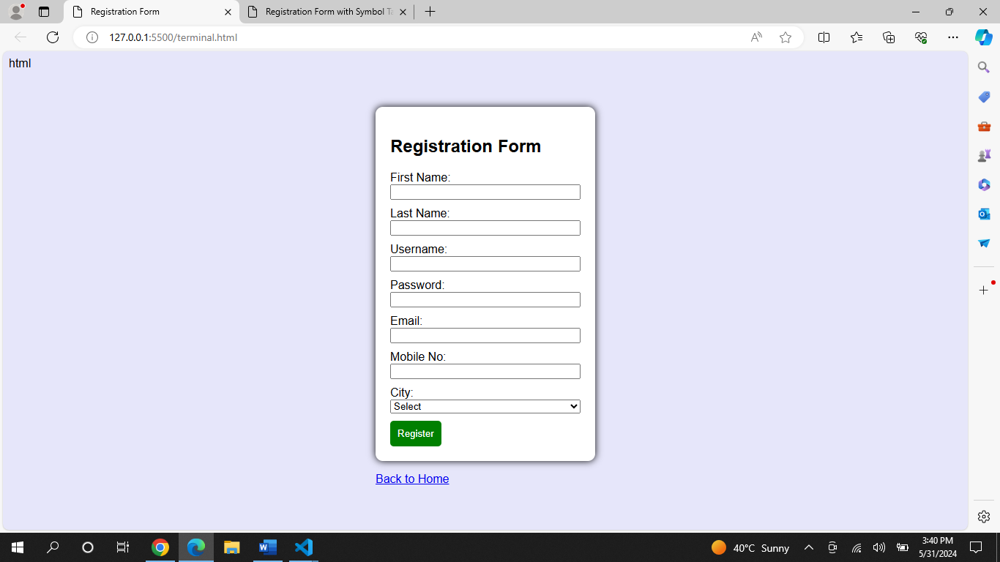 Registration Form
Registration Form with Symbol Ta
127.0.0.1:5500/terminal.html
html
Registration Form
First Name:
Last Name:
Username:
Password:
Email:
Mobile No:
City:
Select
Register
Back to Home
40°C Sunny
3:40 PM
5/31/2024